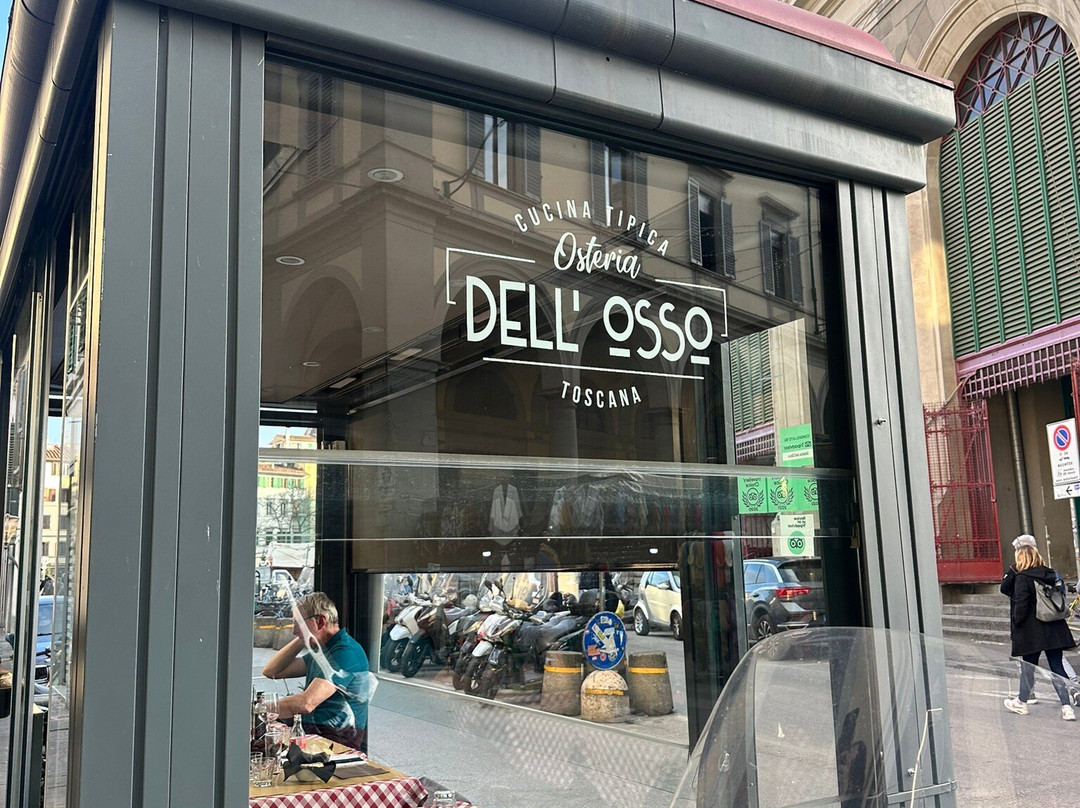 CUCINA TIPICA
Osteria
DELL' OSSO
TOSCANA